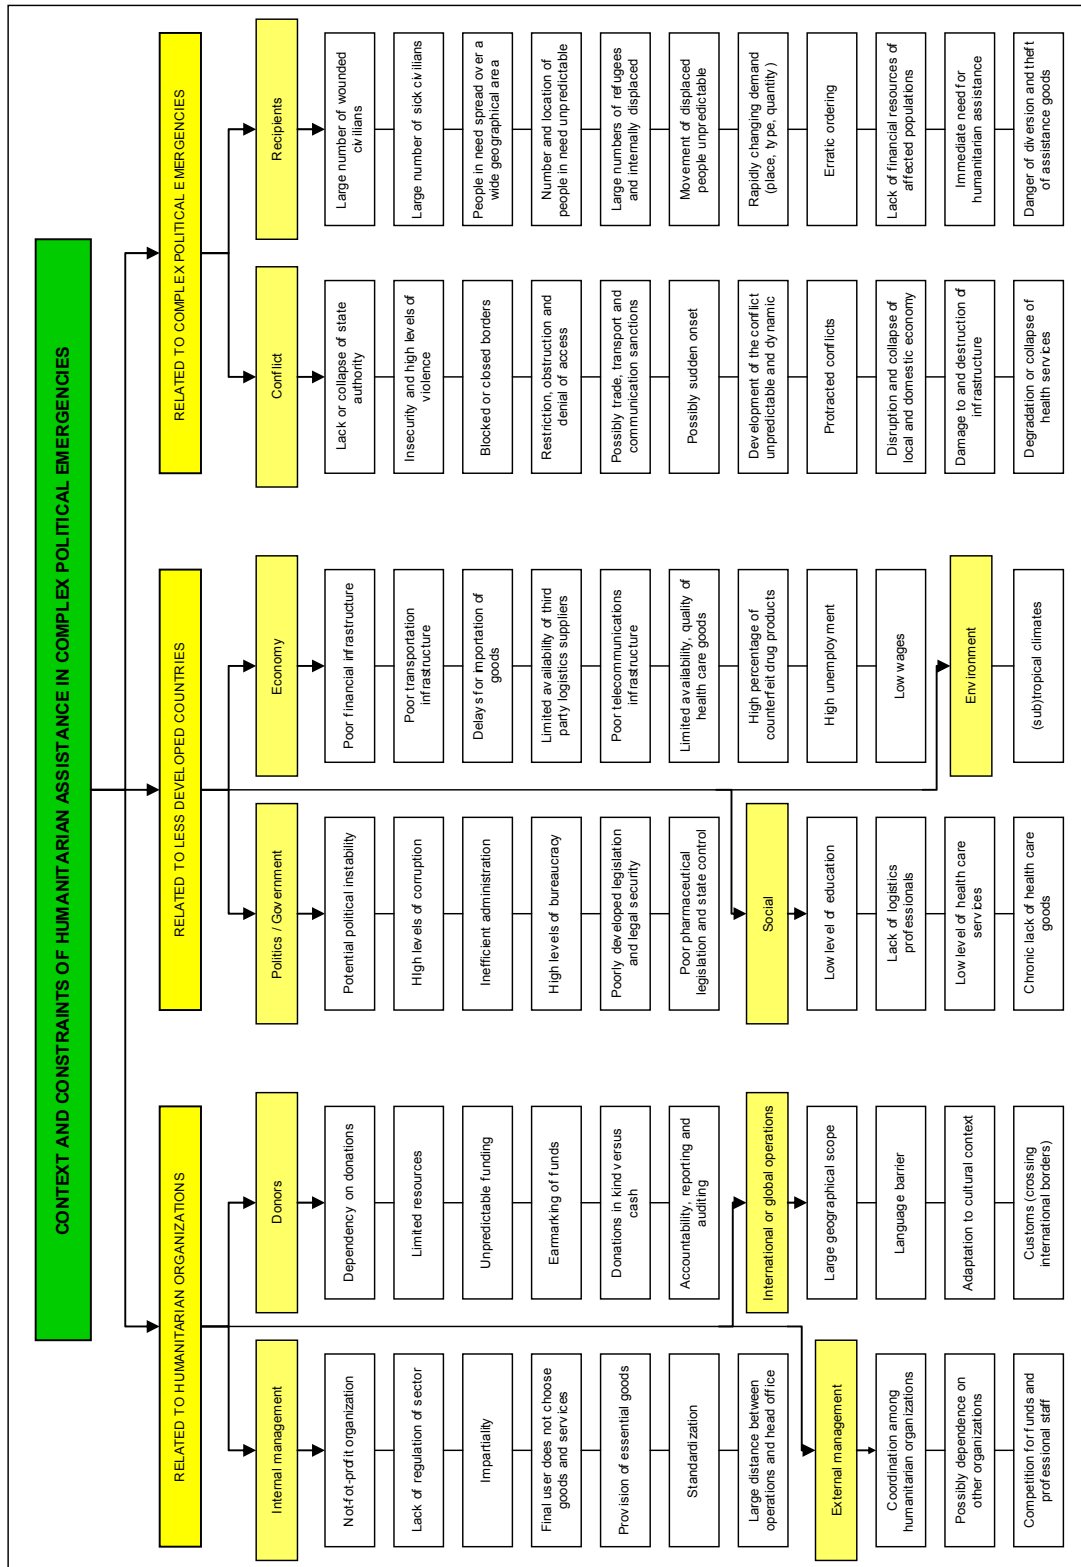 CONTEXT AND CONSTRAINTS OF HUMANITARIAN ASSISTANCE IN COMPLEX POLITICAL EMERGENCIES
RELATED TO HUMANITARIAN ORGANIZATIONS
Internal management
Not-fot-profit organization
Lack of regulation of sector
Impartiality
Final user does not choose
goods and services
Provision of essential goods
Standardization
Large distance between
operations and head office
External management
Coordination among
humanitarian organizations
Possibly dependence on
other organizations
Competition for funds and
professional staff
Donors
Dependency on donations
Limited resources
Unpredictable funding
Earmarking of funds
Donations in kind versus
cash
Accountability, reporting and
auditing
International or global operations
Large geographical scope
Language barrier
Adaptation to cultural context
Customs (crossing
international borders)
RELATED TO LESS DEVELOPED COUNTRIES
Politics / Government
Potential political instability
HIgh levels of corruption
Inefficient administration
High levels of bureaucracy
Poorly developed legislation
and legal security
Poor pharmaceutical
legislation and state control
Social
Low level of education
Lack of logistics
professionals
Low level of health care
services
Chronic lack of health care
goods
Economy
Poor financial infrastructure
Poor transportation
infrastructure
Delays for importation of
goods
Limited availability of third
party logistics suppliers
Poor telecommunications
infrastructure
Limited availability, quality of
health care goods
High percentage of
counterfeit drug products
High unemployment
Low wages
Environment
(sub)tropical climates
RELATED TO COMPLEX POLITICAL EMERGENCIES
Conflict
Lack or collapse of state
authority
Insecurity and high levels of
violence
Blocked or closed borders
Restriction, obstruction and
denial of access
Possibly trade, transport and
communication sanctions
Possibly sudden onset
Development of the conflict
unpredictable and dynamic
Protracted conflicts
Disruption and collapse of
local and domestic economy
Damage to and destruction of
infrastructure
Degradation or collapse of
health services
Recipients
Large number of wounded
civilians
Large number of sick civilians
People in need spread over a
wide geographical area
Number and location of
people in need unpredictable
Large numbers of refugees
and internally displaced
Movement of displaced
people unpredictable
Rapidly changing demand
(place, type, quantity)
Erratic ordering
Lack of financial resources of
affected populations
Immediate need for
humanitarian assistance
Danger of diversion and theft
of assistance goods